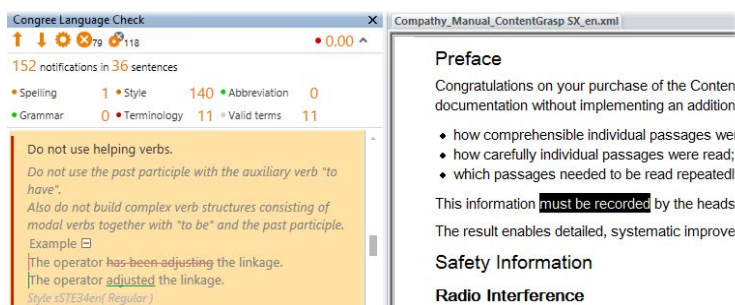 Congree Language Check X
79 118 0.00
152 notifications in 36 sentences
Spelling 1 Style 140 Abbreviation 0
Grammar 0 Terminology 11 Valid terms 11
Do not use helping verbs.
Do not use the past participle with the auxiliary verb "to
have".
Also do not build complex verb structures consisting of
modal verbs together with "to be" and the past participle.
Example
The operator has been adjusting the linkage.
The operator adjusted the linkage.
Style:sSTE34en( Regular )
Compathy_Manual_ContentGrasp SX_en.xml
Preface
Congratulations on your purchase of the Conten
documentation without implementing an addition
how comprehensible individual passages wer
how carefully individual passages were read;
which passages needed to be read repeatedl
This information must be recorded by the heads
The result enables detailed, systematic improve
Safety Information
Radio Interference